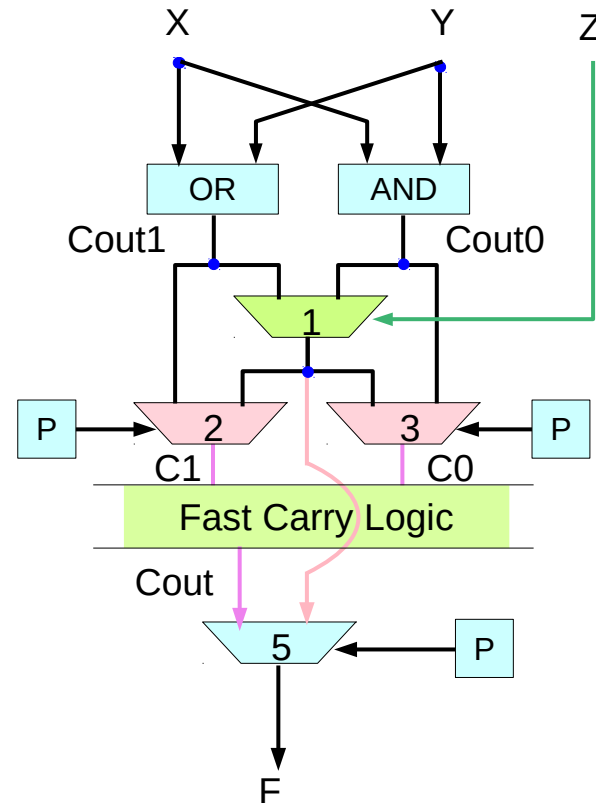 X Y Z
OR AND
Cout1 Cout0
1
P 2 3 P
C1 C0
Fast Carry Logic
Cout
5 P
F